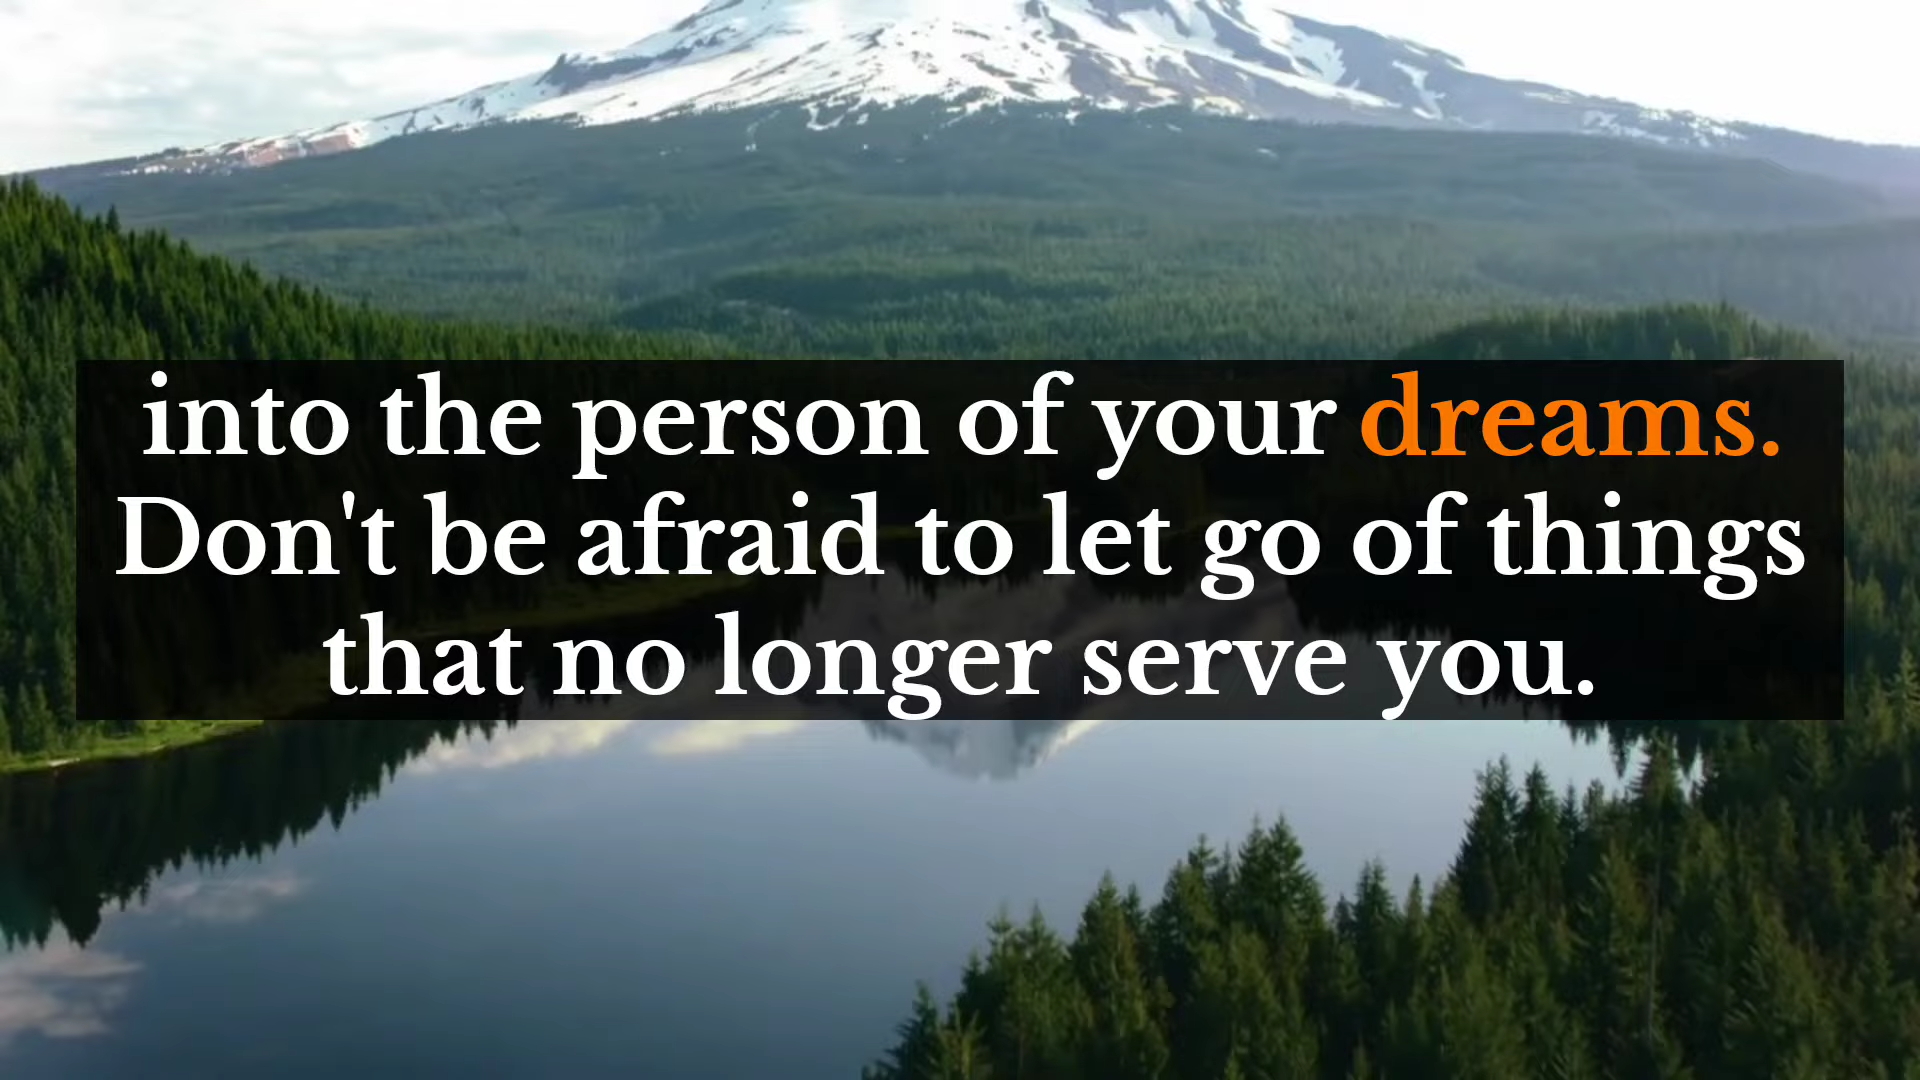 into the person of your dreams.
Don't be afraid to let go of things
that no longer serve you.